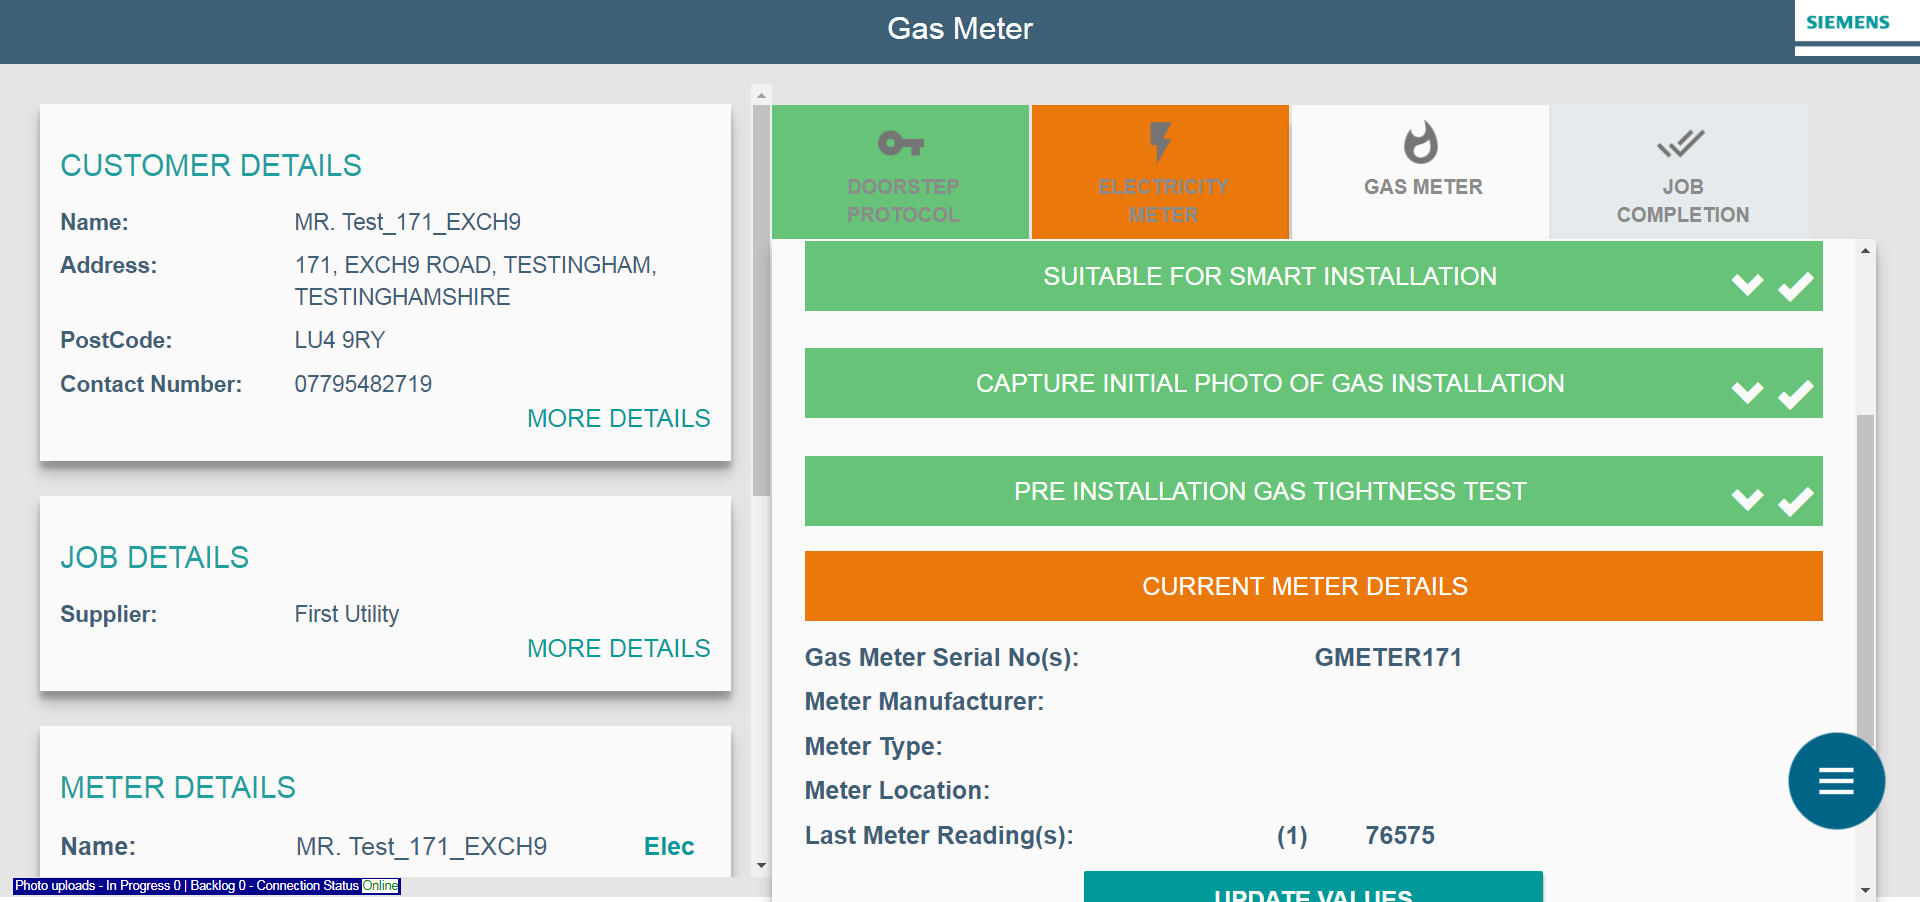 Gas Meter
SIEMENS
CUSTOMER DETAILS
Name: MR. Test_171_EXCH9
Address: 171, EXCH9 ROAD, TESTINGHAM,
TESTINGHAMSHIRE
PostCode: LU4 9RY
Contact Number: 07795482719
MORE DETAILS
JOB DETAILS
Supplier: First Utility
MORE DETAILS
METER DETAILS
Name: MR. Test_171_EXCH9 Elec
Photo uploads - In Progress 0 | Backlog 0 - Connection Status Online
DOORSTEP
PROTOCOL
ELECTRICITY
METER
GAS METER
JOB
COMPLETION
SUITABLE FOR SMART INSTALLATION
CAPTURE INITIAL PHOTO OF GAS INSTALLATION
PRE INSTALLATION GAS TIGHTNESS TEST
CURRENT METER DETAILS
Gas Meter Serial No(s): GMETER171
Meter Manufacturer:
Meter Type:
Meter Location:
Last Meter Reading(s): (1) 76575
UPDATE VALUES